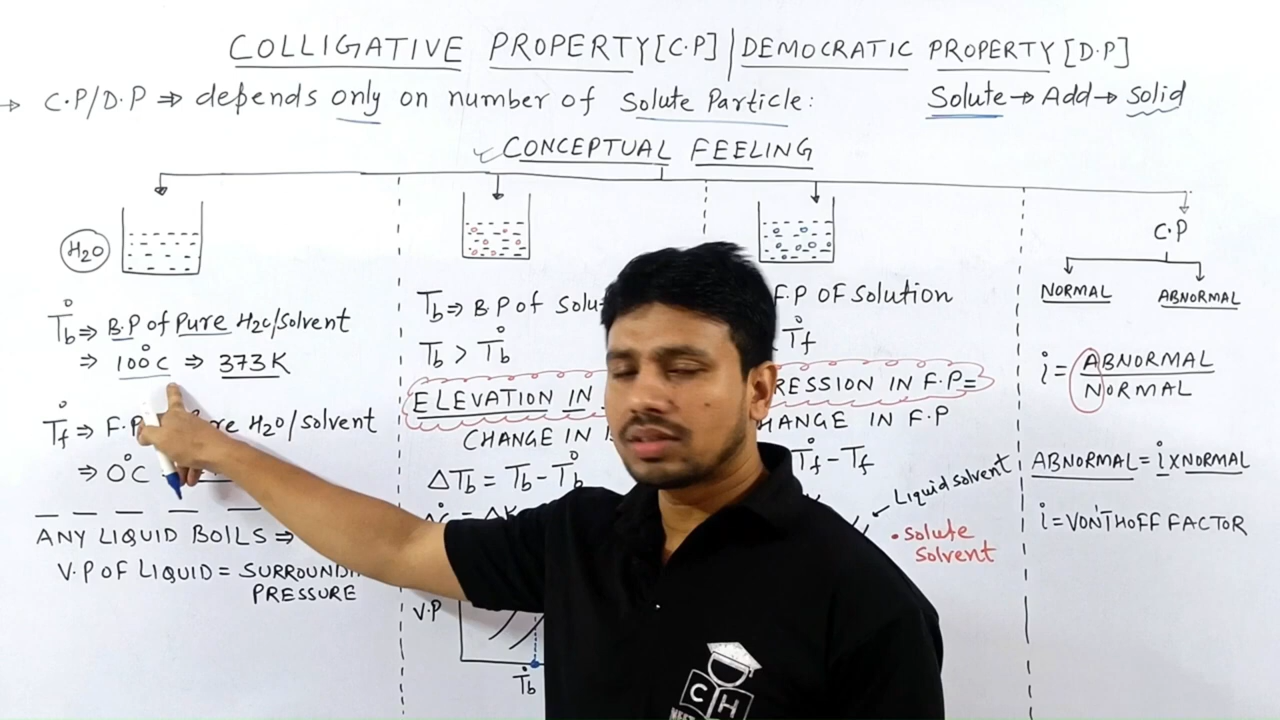 COLLIGATIVE PROPERTY [C.P] | DEMOCRATIC PROPERTY [D.P]
→ C.P/D.P ⇒ depends only on number of Solute Particle:
Solute → Add → Solid
CONCEPTUAL FEELING
H2O
T°b ⇒ B.P of Pure H2O/Solvent
⇒ 100°C ⇒ 373K
T°f ⇒ F.P H2O/solvent
⇒ 0°C
ANY LIQUID BOILS ⇒
V.P OF LIQUID = SURROUNDI
PRESSURE
Tb ⇒ B.P of Solu
Tb > T°b
ELEVATION IN
CHANGE IN
ΔTb = Tb - T°b
V.P
T°b
F.P OF Solution
T°f
RESSION IN F.P =
HANGE IN F.P
T°f - Tf
Liquid solvent
• Solute
Solvent
C.P
NORMAL
ABNORMAL
i = ABNORMAL / NORMAL
ABNORMAL = i x NORMAL
i = VON'T HOFF FACTOR
C H
NEET